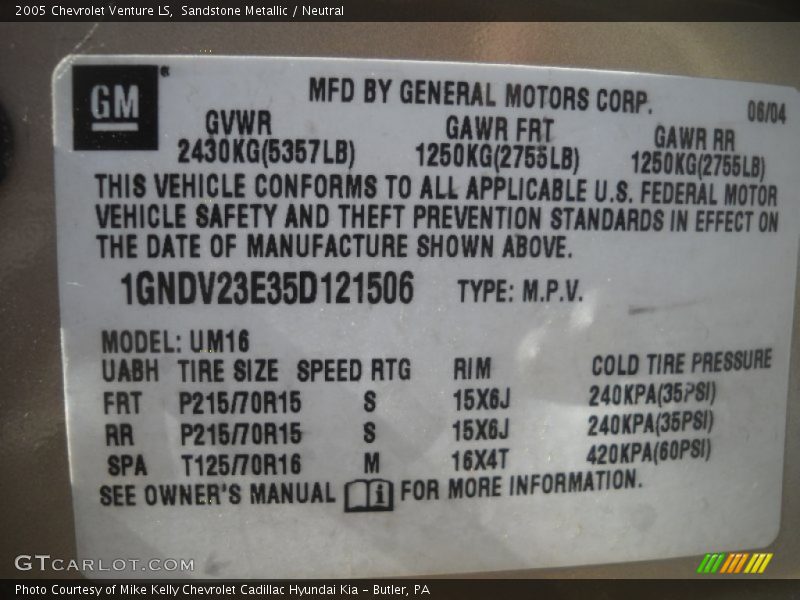 2005 Chevrolet Venture LS, Sandstone Metallic / Neutral
GM®
MFD BY GENERAL MOTORS CORP.
06/04
GVWR GAWR FRT GAWR RR
2430KG(5357LB) 1250KG(2755LB) 1250KG(2755LB)
THIS VEHICLE CONFORMS TO ALL APPLICABLE U.S. FEDERAL MOTOR
VEHICLE SAFETY AND THEFT PREVENTION STANDARDS IN EFFECT ON
THE DATE OF MANUFACTURE SHOWN ABOVE.
1GNDV23E35D121506 TYPE: M.P.V.
MODEL: UM16
UABH TIRE SIZE SPEED RTG RIM COLD TIRE PRESSURE
FRT P215/70R15 S 15X6J 240KPA(35PSI)
RR P215/70R15 S 15X6J 240KPA(35PSI)
SPA T125/70R16 M 16X4T 420KPA(60PSI)
SEE OWNER'S MANUAL i FOR MORE INFORMATION.
GTCARLOT.COM
Photo Courtesy of Mike Kelly Chevrolet Cadillac Hyundai Kia - Butler, PA